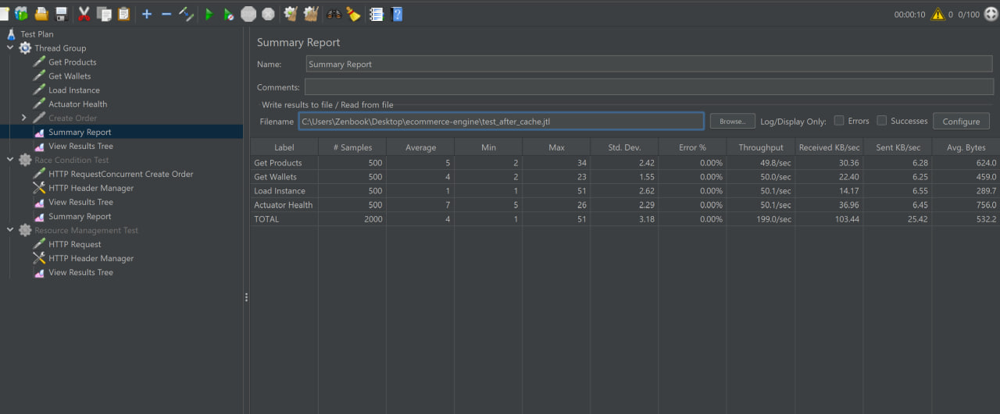 00:00:10 0 0/100
Test Plan
Thread Group
Get Products
Get Wallets
Load Instance
Actuator Health
Create Order
Summary Report
View Results Tree
Race Condition Test
HTTP RequestConcurrent Create Order
HTTP Header Manager
View Results Tree
Summary Report
Resource Management Test
HTTP Request
HTTP Header Manager
View Results Tree
Summary Report
Name: Summary Report
Comments:
Write results to file / Read from file
Filename C:\Users\Zenbook\Desktop\ecommerce-engine\test_after_cache.jtl Browse... Log/Display Only: Errors Successes Configure
Label # Samples Average Min Max Std. Dev. Error % Throughput Received KB/sec Sent KB/sec Avg. Bytes
Get Products 500 5 2 34 2.42 0.00% 49.8/sec 30.36 6.28 624.0
Get Wallets 500 4 2 23 1.55 0.00% 50.0/sec 22.40 6.25 459.0
Load Instance 500 1 1 51 2.62 0.00% 50.1/sec 14.17 6.55 289.7
Actuator Health 500 7 5 26 2.29 0.00% 50.1/sec 36.96 6.45 756.0
TOTAL 2000 4 1 51 3.18 0.00% 199.0/sec 103.44 25.42 532.2